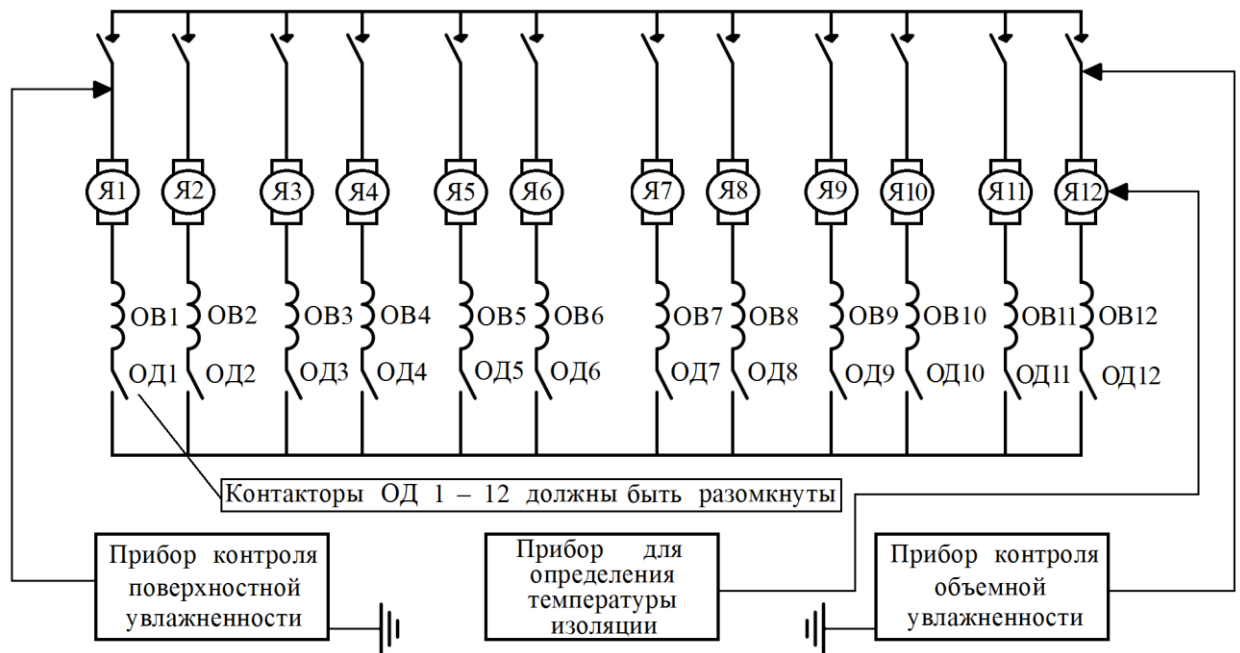 Я1 Я2 Я3 Я4 Я5 Я6 Я7 Я8 Я9 Я10 Я11 Я12
ОВ1 ОВ2 ОВ3 ОВ4 ОВ5 ОВ6 ОВ7 ОВ8 ОВ9 ОВ10 ОВ11 ОВ12
ОД1 ОД2 ОД3 ОД4 ОД5 ОД6 ОД7 ОД8 ОД9 ОД10 ОД11 ОД12
Контакторы ОД 1 – 12 должны быть разомкнуты
Прибор контроля
поверхностной
увлажненности
Прибор для
определения
температуры
изоляции
Прибор контроля
объемной
увлажненности